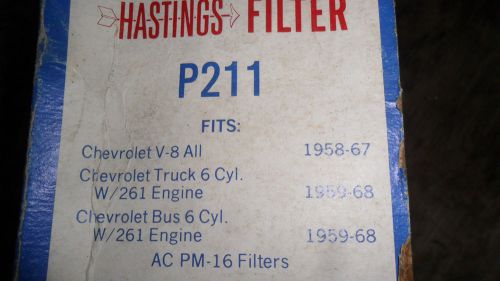 HASTINGS FILTER
P211
FITS:
Chevrolet V-8 All 1958-67
Chevrolet Truck 6 Cyl.
W/261 Engine 1959-68
Chevrolet Bus 6 Cyl.
W/261 Engine 1959-68
AC PM-16 Filters